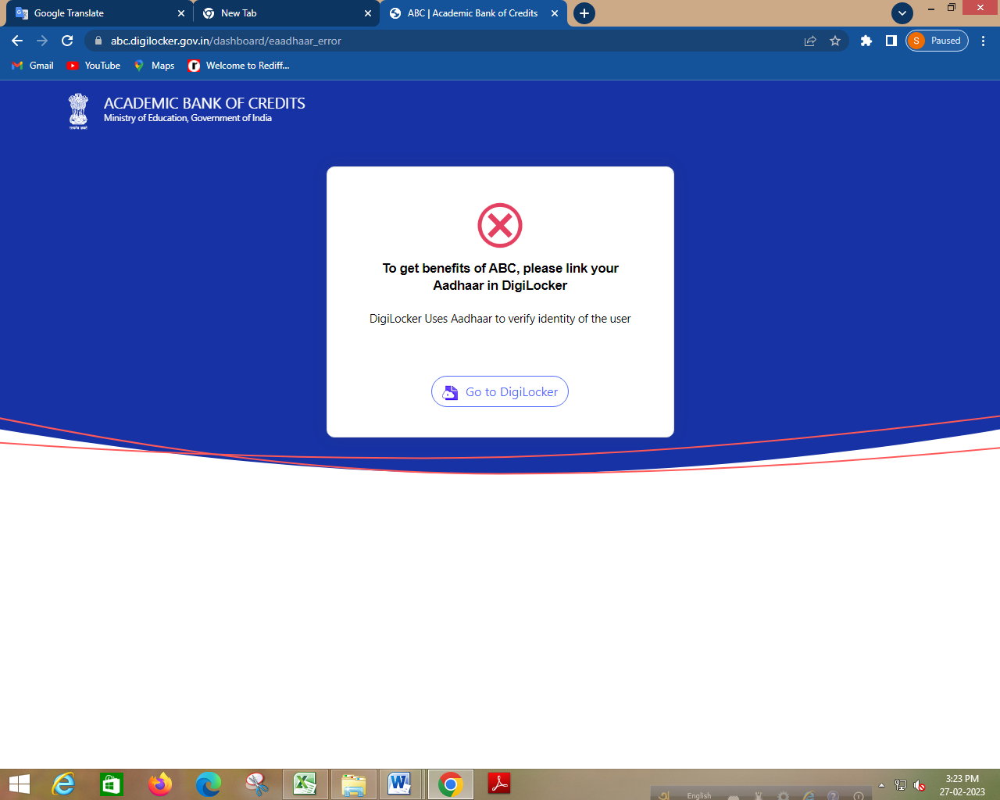 Google Translate
New Tab
ABC | Academic Bank of Credits
abc.digilocker.gov.in/dashboard/eaadhaar_error
S
Paused
Gmail
YouTube
Maps
Welcome to Rediff...
ACADEMIC BANK OF CREDITS
Ministry of Education, Government of India
To get benefits of ABC, please link your
Aadhaar in DigiLocker
DigiLocker Uses Aadhaar to verify identity of the user
Go to DigiLocker
English
3:23 PM
27-02-2023